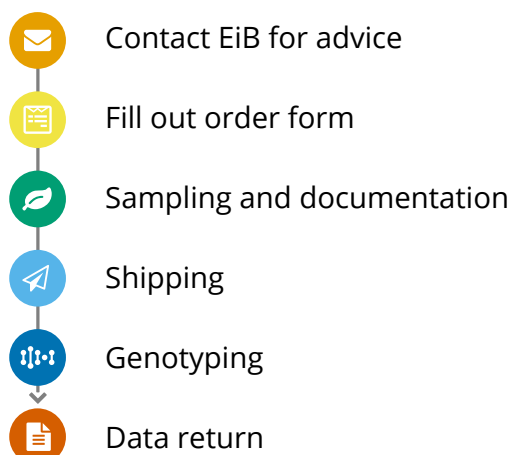 Contact EiB for advice
Fill out order form
Sampling and documentation
Shipping
Genotyping
Data return